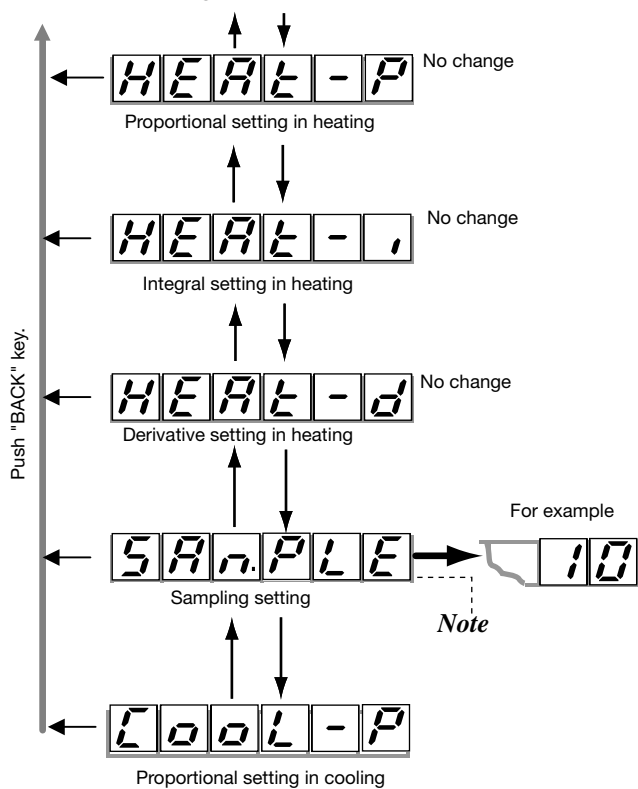 HEAt-P No change
Proportional setting in heating
HEAt-i No change
Integral setting in heating
HEAt-d No change
Derivative setting in heating
Push "BACK" key.
For example
SAn.PLE 10
Sampling setting
Note
CooL-P
Proportional setting in cooling